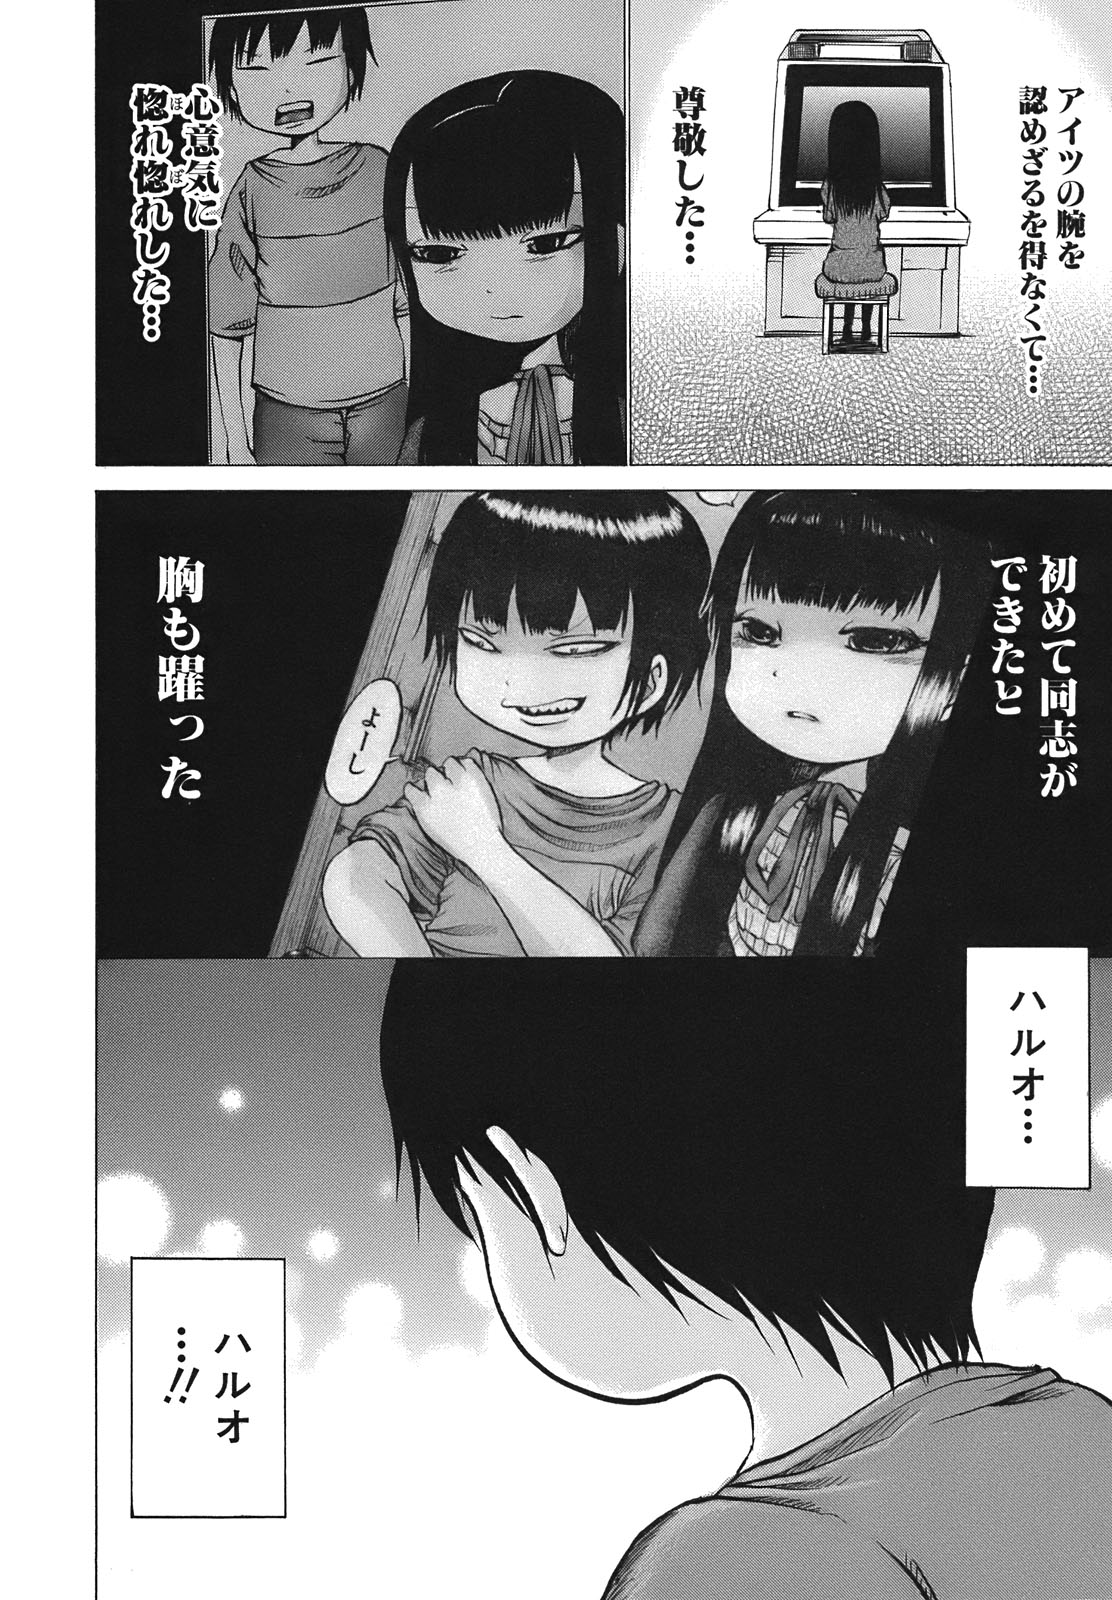 アイツの腕を
認めざるを得なくて…
尊敬した…
心意気に
惚れ惚れした…
ほ
ぼ
初めて同志が
できたと
よーし
胸も躍った
ハルオ…
ハルオ
…!!